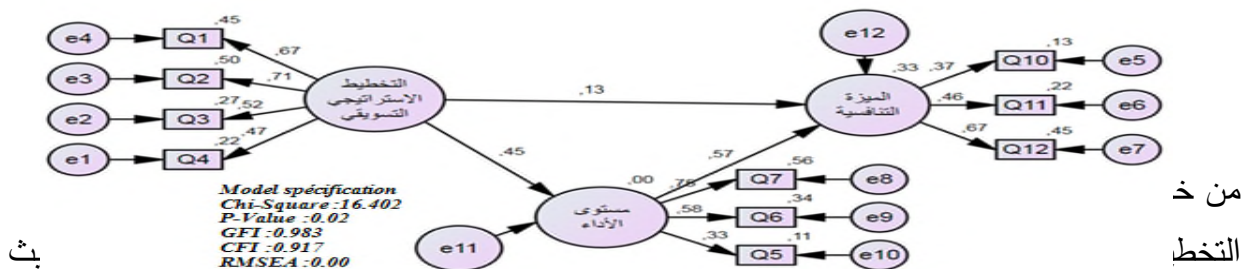 e4 Q1 ,45 ,67
e3 Q2 ,50 ,71
e2 Q3 ,27 ,52
e1 Q4 ,22 ,47
التخطيط
الاستراتيجي
التسويقي
,13
,45
e12
,33
الميزة
التنافسية
,37 Q10 ,13 e5
,46 Q11 ,22 e6
,67 Q12 ,45 e7
,57
,00
مستوى
الأداء
e11
Q7 ,56 e8
,58 Q6 ,34 e9
,33 Q5 ,11 e10
Model spécification
Chi-Square :16.402
P-Value :0.02
GFI :0.983
CFI :0.917
RMSEA :0.00
من